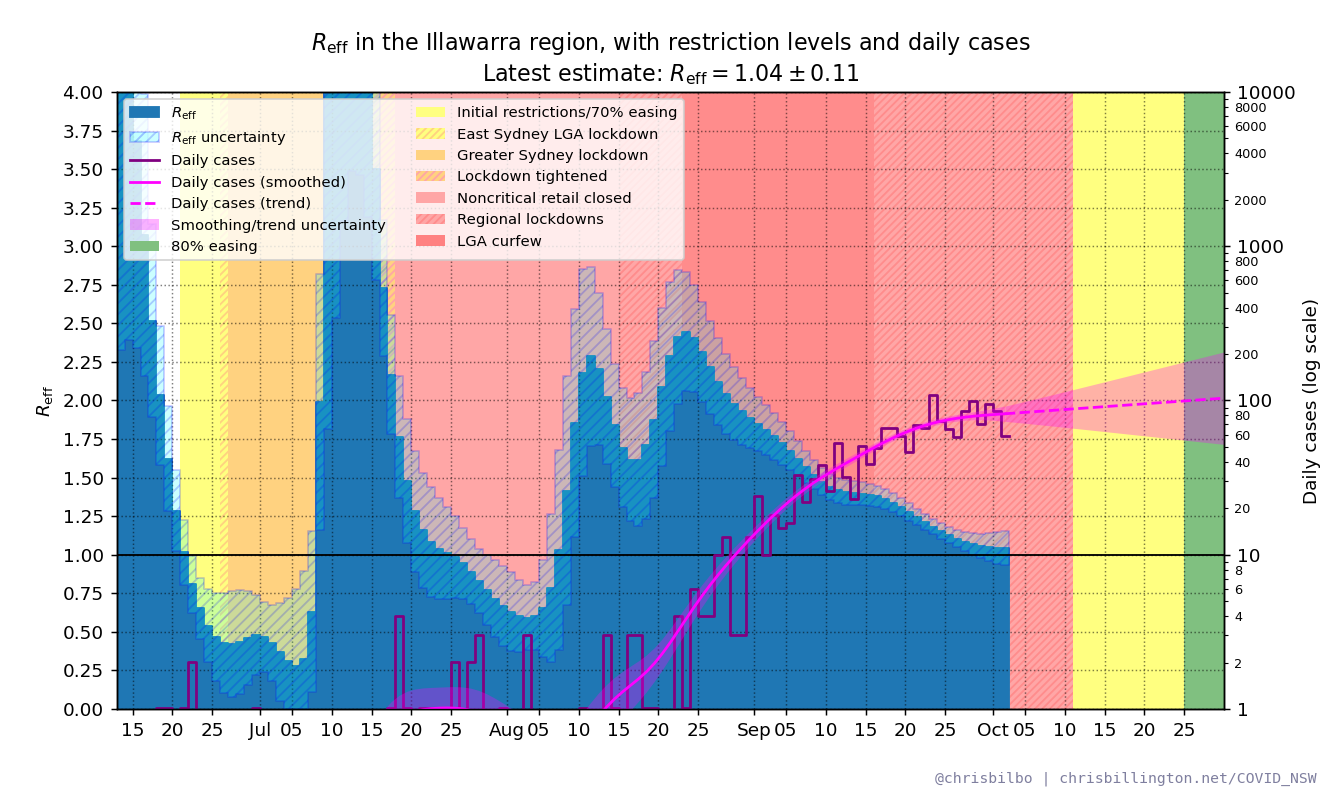 R_eff in the Illawarra region, with restriction levels and daily cases
Latest estimate: R_eff = 1.04 ± 0.11
R_eff
R_eff uncertainty
Daily cases
Daily cases (smoothed)
Daily cases (trend)
Smoothing/trend uncertainty
80% easing
Initial restrictions/70% easing
East Sydney LGA lockdown
Greater Sydney lockdown
Lockdown tightened
Noncritical retail closed
Regional lockdowns
LGA curfew
R_eff
4.00
3.75
3.50
3.25
3.00
2.75
2.50
2.25
2.00
1.75
1.50
1.25
1.00
0.75
0.50
0.25
0.00
15 20 25 Jul 05 10 15 20 25 Aug 05 10 15 20 25 Sep 05 10 15 20 25 Oct 05 10 15 20 25
10000
8000
6000
4000
2000
1000
800
600
400
200
100
80
60
40
20
10
8
6
4
2
1
Daily cases (log scale)
@chrisbilbo | chrisbillington.net/COVID_NSW